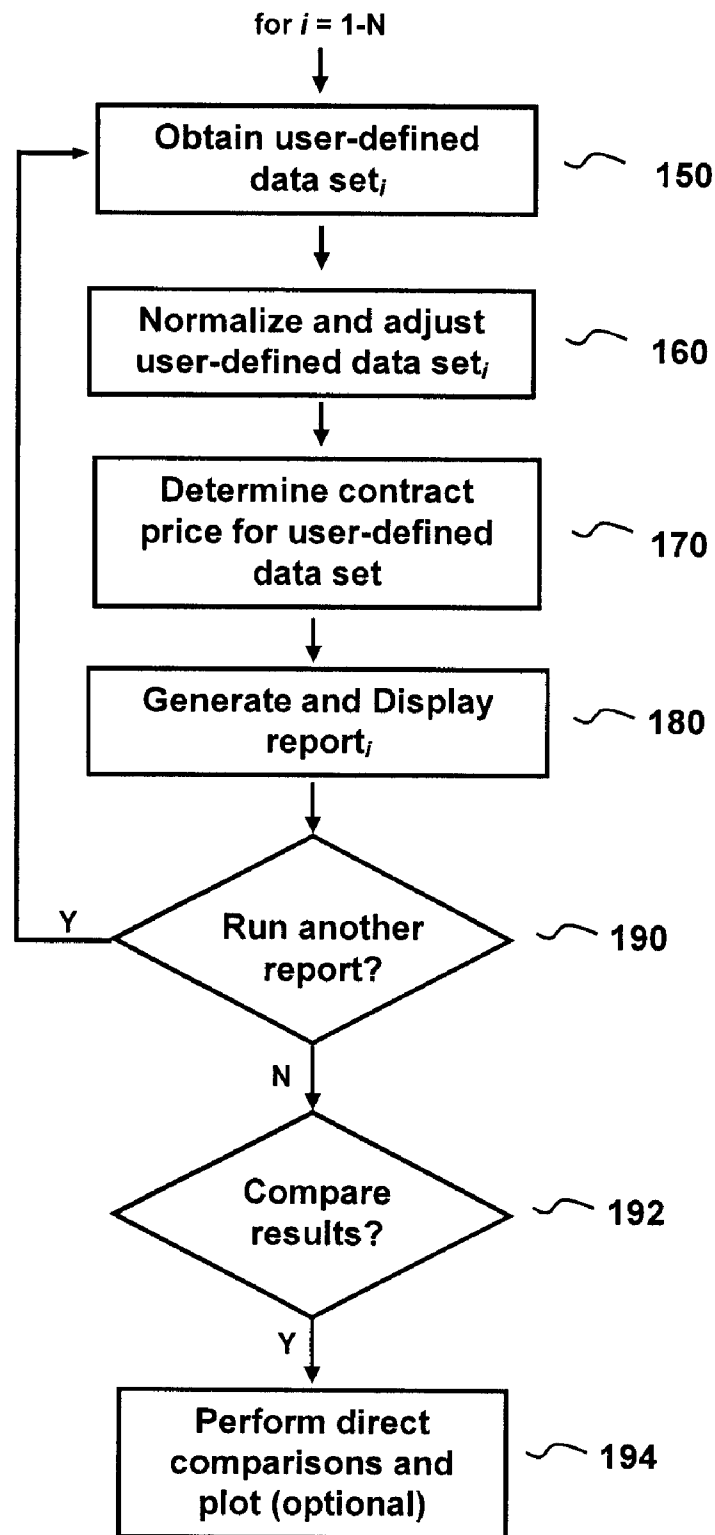 for i = 1-N
Obtain user-defined
data setᵢ
150
Normalize and adjust
user-defined data setᵢ
160
Determine contract
price for user-defined
data set
170
Generate and Display
reportᵢ
180
Run another
report?
190
Y
N
Compare
results?
192
Y
Perform direct
comparisons and
plot (optional)
194